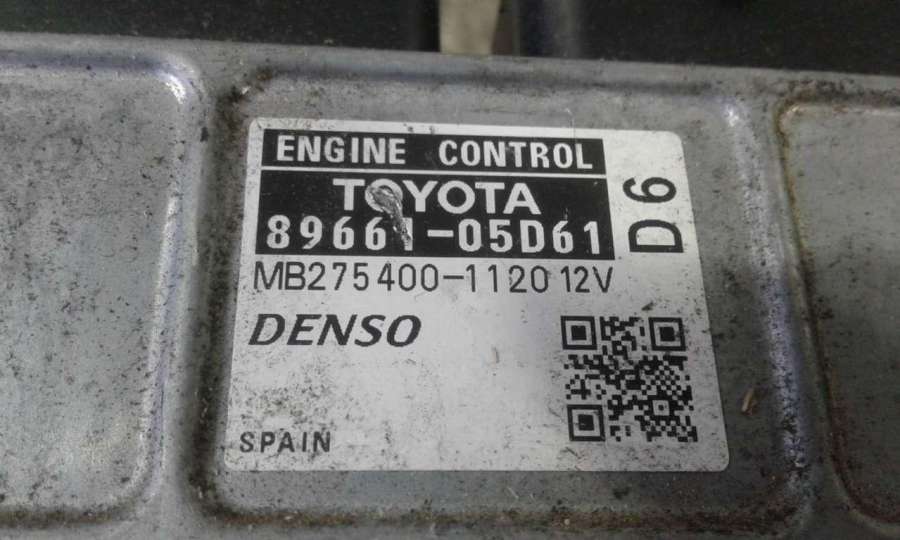 ENGINE CONTROL
TOYOTA
89661-05D61
D6
MB275400-1120 12V
DENSO
SPAIN